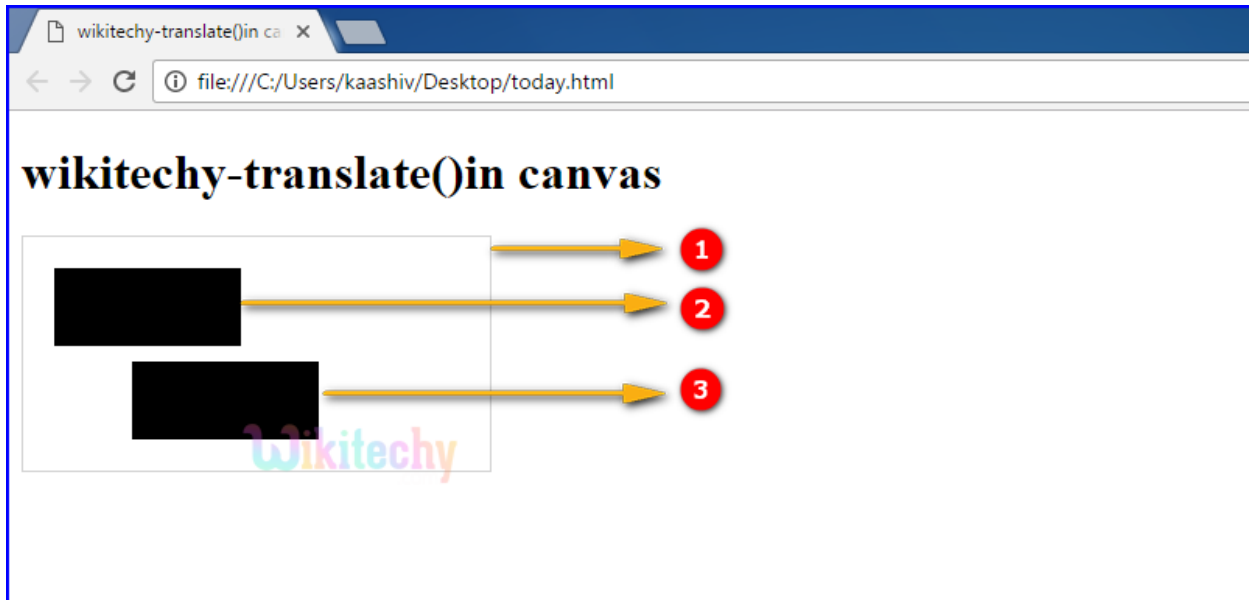 wikitechy-translate()in ca
file:///C:/Users/kaashiv/Desktop/today.html
wikitechy-translate()in canvas
1
2
3
Wikitechy